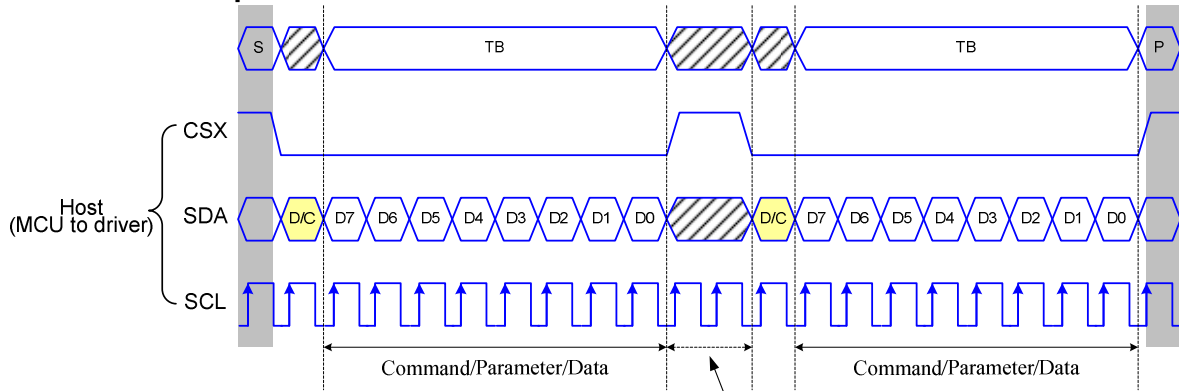 S TB TB P
CSX
Host
(MCU to driver)
SDA D/C D7 D6 D5 D4 D3 D2 D1 D0 D/C D7 D6 D5 D4 D3 D2 D1 D0
SCL
Command/Parameter/Data Command/Parameter/Data